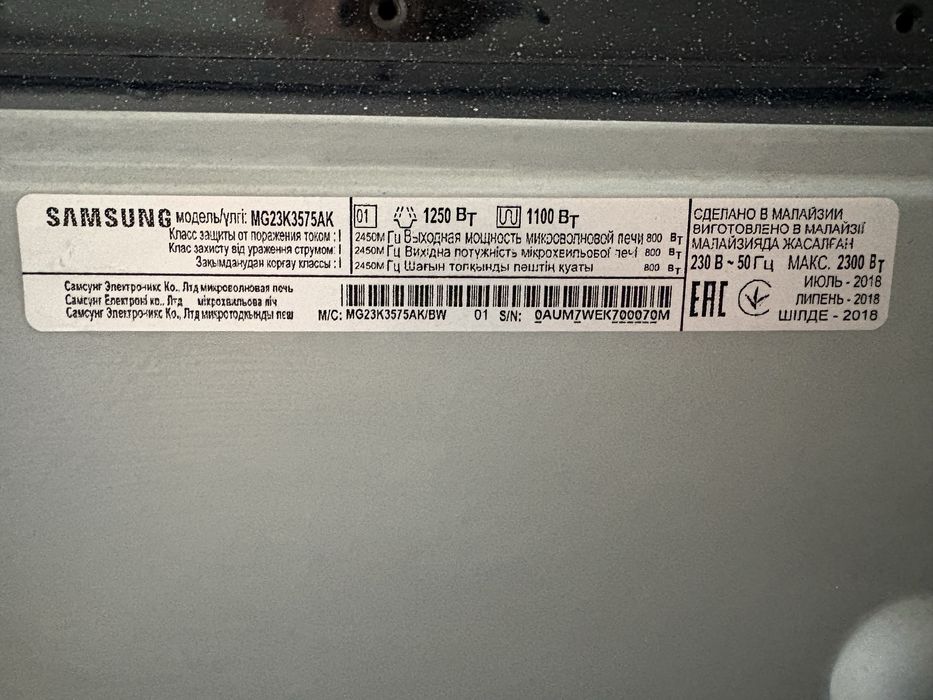 SAMSUNG модель/үлгі: MG23K3575AK
Класс защиты от поражения током : I
Клас захисту від ураження струмом: I
Зақымданудан қорғау классы : I
01 1250 Вт 1100 Вт
2450М Гц Выходная мощность микроволновой печи 800 Вт
2450М Гц Вихідна потужність мікрохвильової печі 800 Вт
2450М Гц Шағын толқынды пештің қуаты 800 Вт
Самсунг Электроникс Ко., Лтд микроволновая печь
Самсунг Електроні ко., Лтд мікрохвильова піч
Самсунг Электроникс Ко., Лтд микротолқынды пеш
M/C: MG23K3575AK/BW 01 S/N: 0AUM7WEK700070M
СДЕЛАНО В МАЛАЙЗИИ
ВИГОТОВЛЕНО В МАЛАЙЗІЇ
МАЛАЙЗИЯДА ЖАСАЛҒАН
230 В ~ 50 Гц МАКС. 2300 Вт
EAC
ИЮЛЬ - 2018
ЛИПЕНЬ - 2018
ШІЛДЕ - 2018